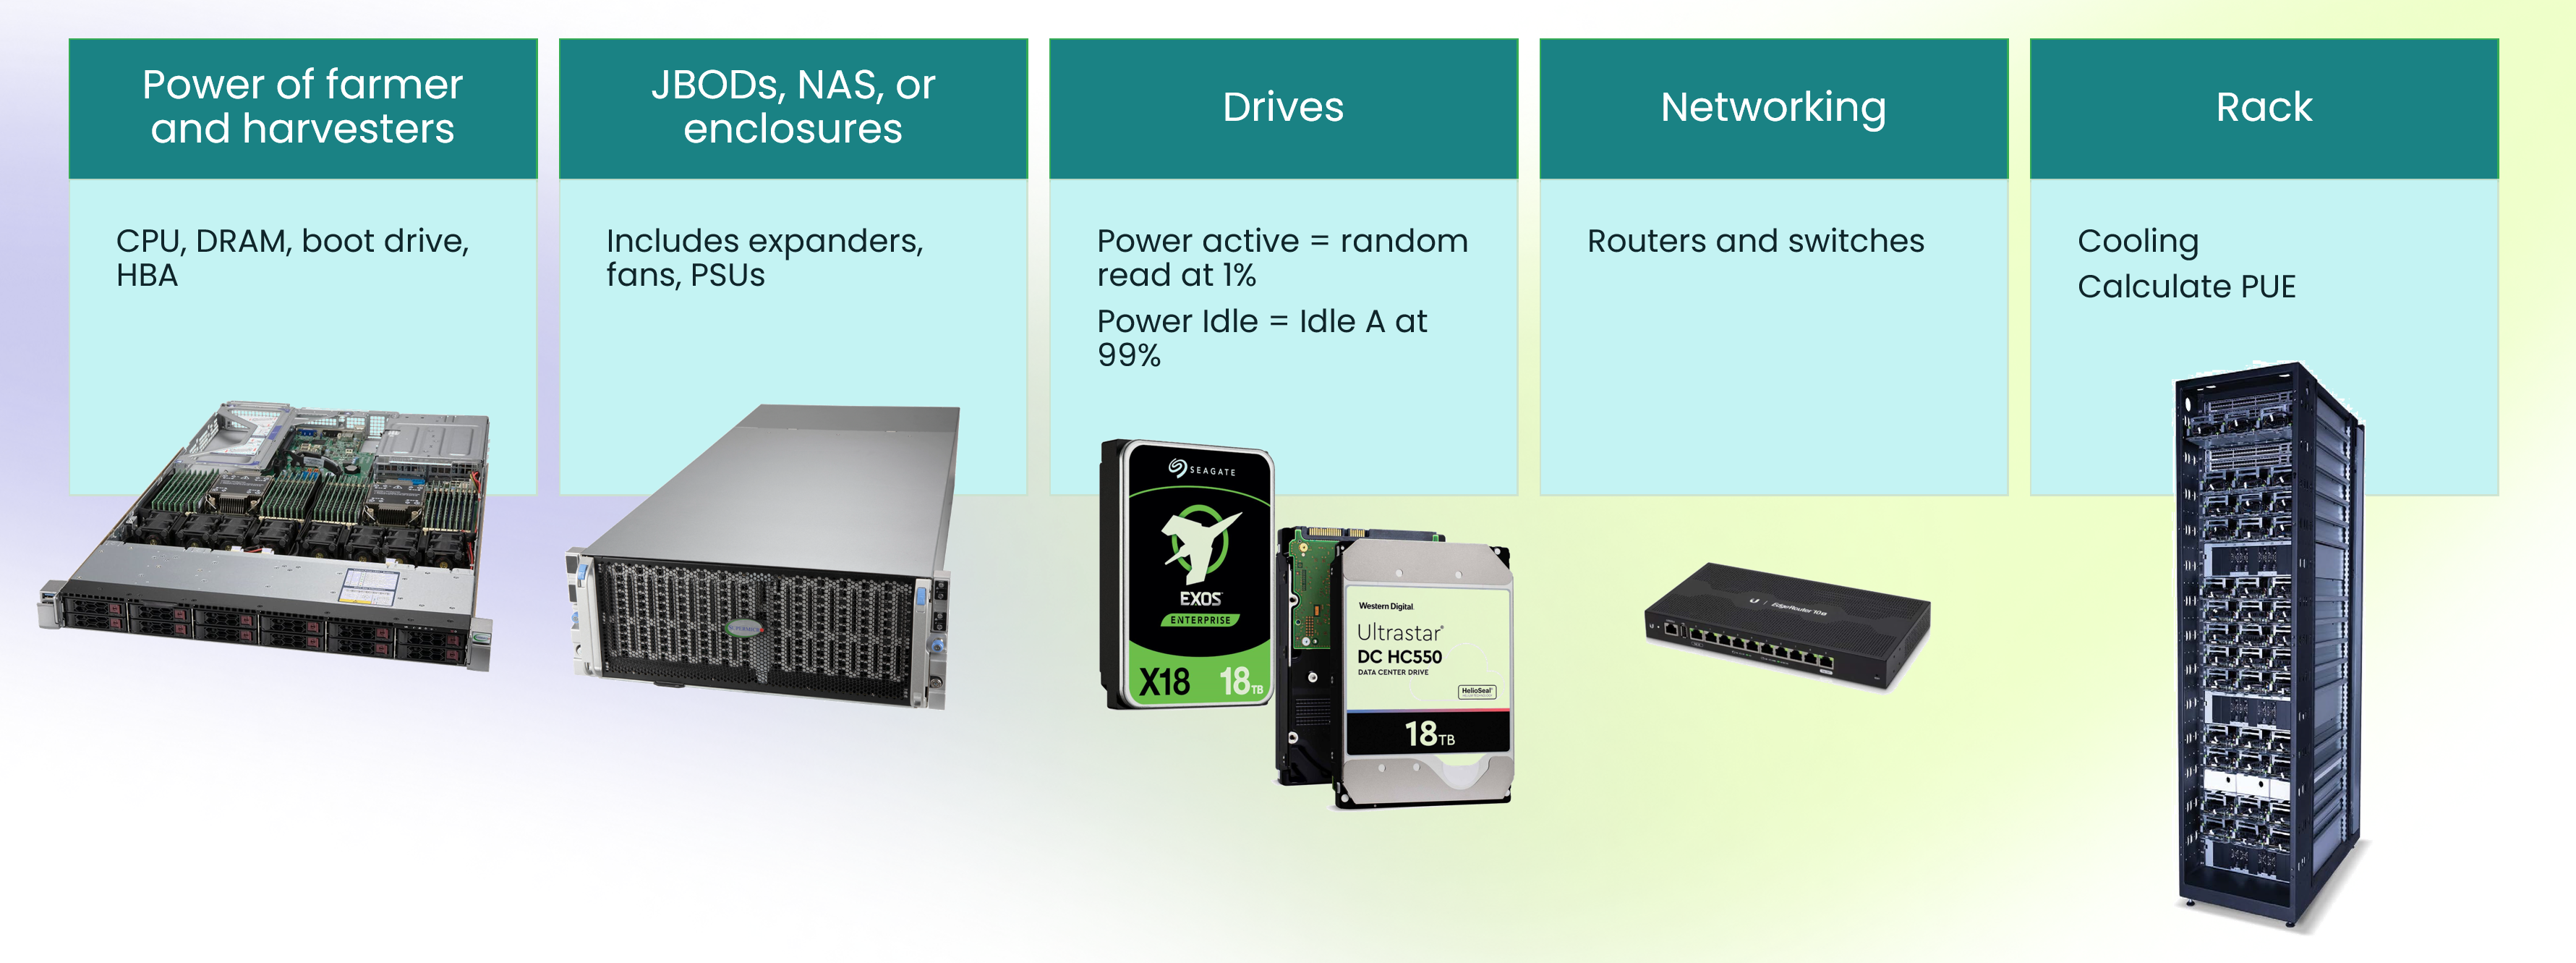 Power of farmer
and harvesters
CPU, DRAM, boot drive,
HBA
JBODs, NAS, or
enclosures
Includes expanders,
fans, PSUs
Drives
Power active = random
read at 1%
Power Idle = Idle A at
99%
SEAGATE
EXOS
ENTERPRISE
X18 18TB
Western Digital
Ultrastar®
DC HC550
DATA CENTER DRIVE
HelioSeal®
18TB
Networking
Routers and switches
EdgeRouter 10X
Rack
Cooling
Calculate PUE